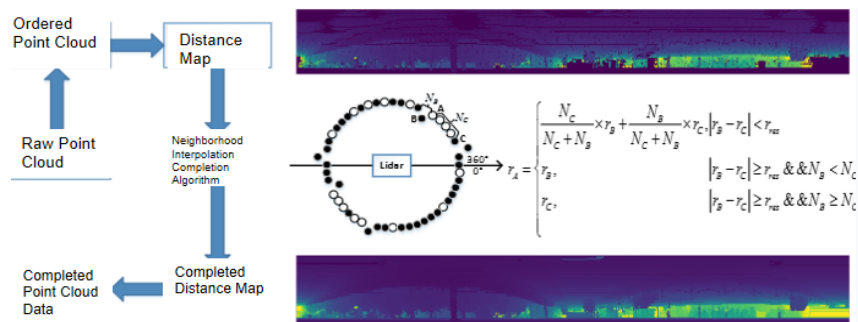 Ordered
Point Cloud
Distance
Map
Raw Point
Cloud
Neighborhood
Interpolation
Completion
Algorithm
Completed
Point Cloud
Data
Completed
Distance Map
N_B
A
N_C
B
C
Lidar
360°
0°
r_A =
N_C / (N_C + N_B) × r_B + N_B / (N_C + N_B) × r_C, |r_B − r_C| < r_res
r_B, |r_B − r_C| ≥ r_res && N_B < N_C
r_C, |r_B − r_C| ≥ r_res && N_B ≥ N_C